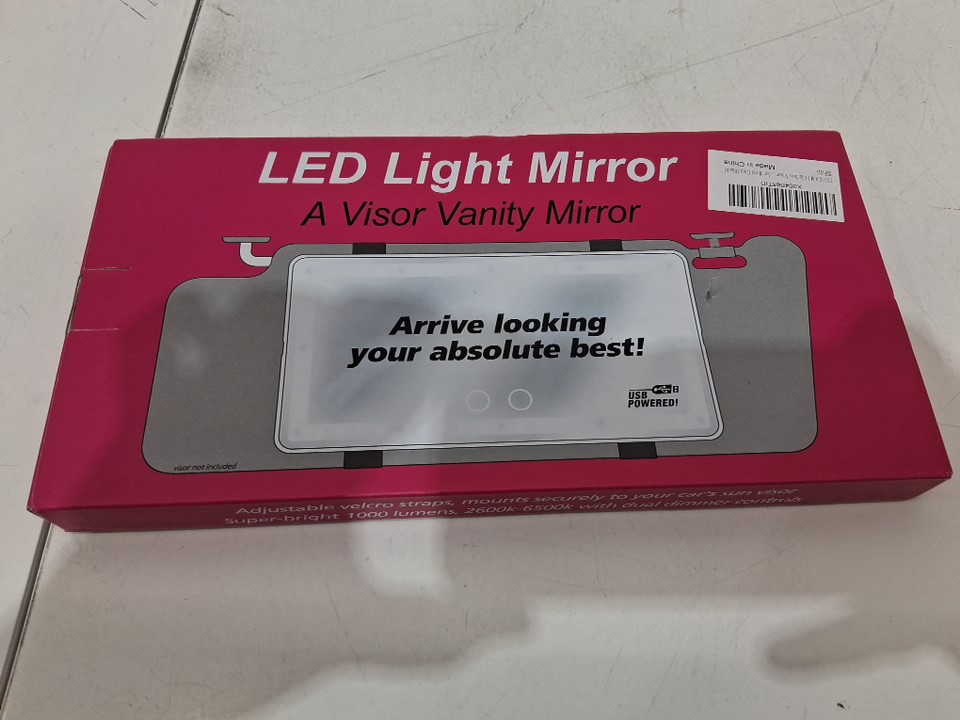 LED Light Mirror
A Visor Vanity Mirror
Made in China
Arrive looking
your absolute best!
USB B
POWERED!
visor not included
Adjustable velcro straps, mounts securely to your car's sun visor
Super-bright 1000 lumens, 2600k-6500k with dual dimmer controls